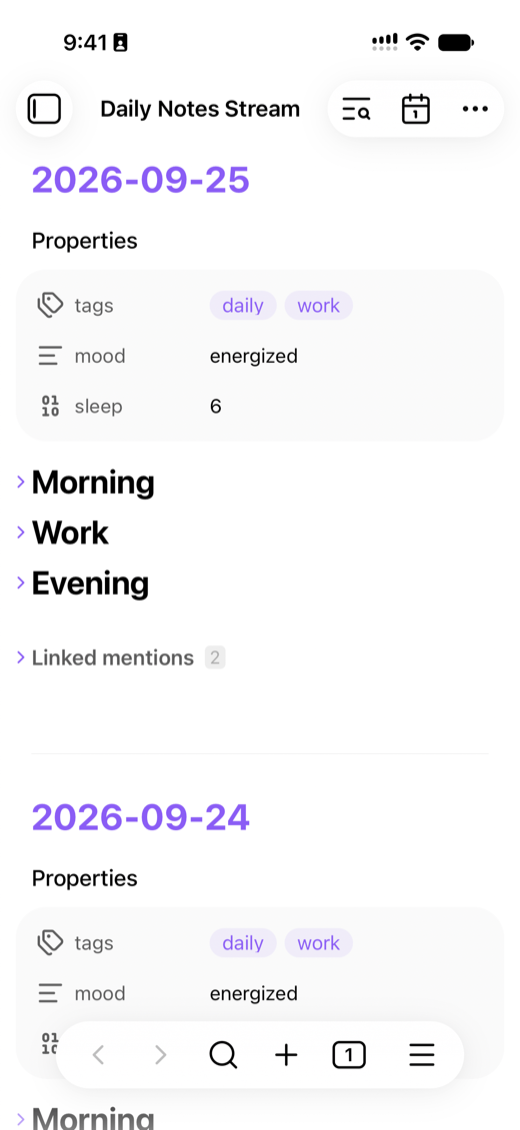 9:41
Daily Notes Stream
1
2026-09-25
Properties
tags daily work
mood energized
sleep 6
Morning
Work
Evening
Linked mentions 2
2026-09-24
Properties
tags daily work
mood energized
1
Morning